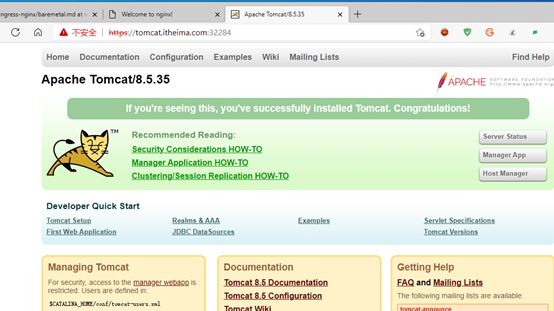 ngress-nginx/baremetal.md at
Welcome to nginx!
Apache Tomcat/8.5.35
不安全
https://tomcat.itheima.com:32284
Home Documentation Configuration Examples Wiki Mailing Lists Find Help
Apache Tomcat/8.5.35
APACHE SOFTWARE FOUNDATION
http://www.apache.org
If you're seeing this, you've successfully installed Tomcat. Congratulations!
TM
Recommended Reading:
Security Considerations HOW-TO
Manager Application HOW-TO
Clustering/Session Replication HOW-TO
Server Status
Manager App
Host Manager
Developer Quick Start
Tomcat Setup
First Web Application
Realms & AAA
JDBC DataSources
Examples
Servlet Specifications
Tomcat Versions
Managing Tomcat
For security, access to the manager webapp is
restricted. Users are defined in:
$CATALINA_HOME/conf/tomcat-users.xml
Documentation
Tomcat 8.5 Documentation
Tomcat 8.5 Configuration
Tomcat Wiki
Getting Help
FAQ and Mailing Lists
The following mailing lists are available:
tomcat-announce